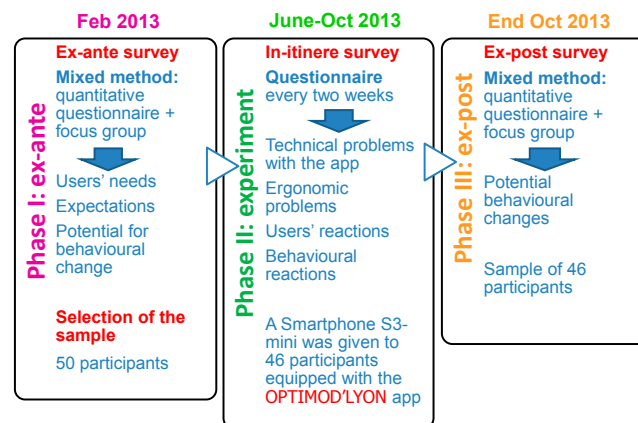 Feb 2013
Phase I: ex-ante
Ex-ante survey
Mixed method:
quantitative
questionnaire +
focus group
Users' needs
Expectations
Potential for
behavioural
change
Selection of the
sample
50 participants
June-Oct 2013
Phase II: experiment
In-itinere survey
Questionnaire
every two weeks
Technical problems
with the app
Ergonomic
problems
Users' reactions
Behavioural
reactions
A Smartphone S3-
mini was given to
46 participants
equipped with the
OPTIMOD'LYON app
End Oct 2013
Phase III: ex-post
Ex-post survey
Mixed method:
quantitative
questionnaire +
focus group
Potential
behavioural
changes
Sample of 46
participants